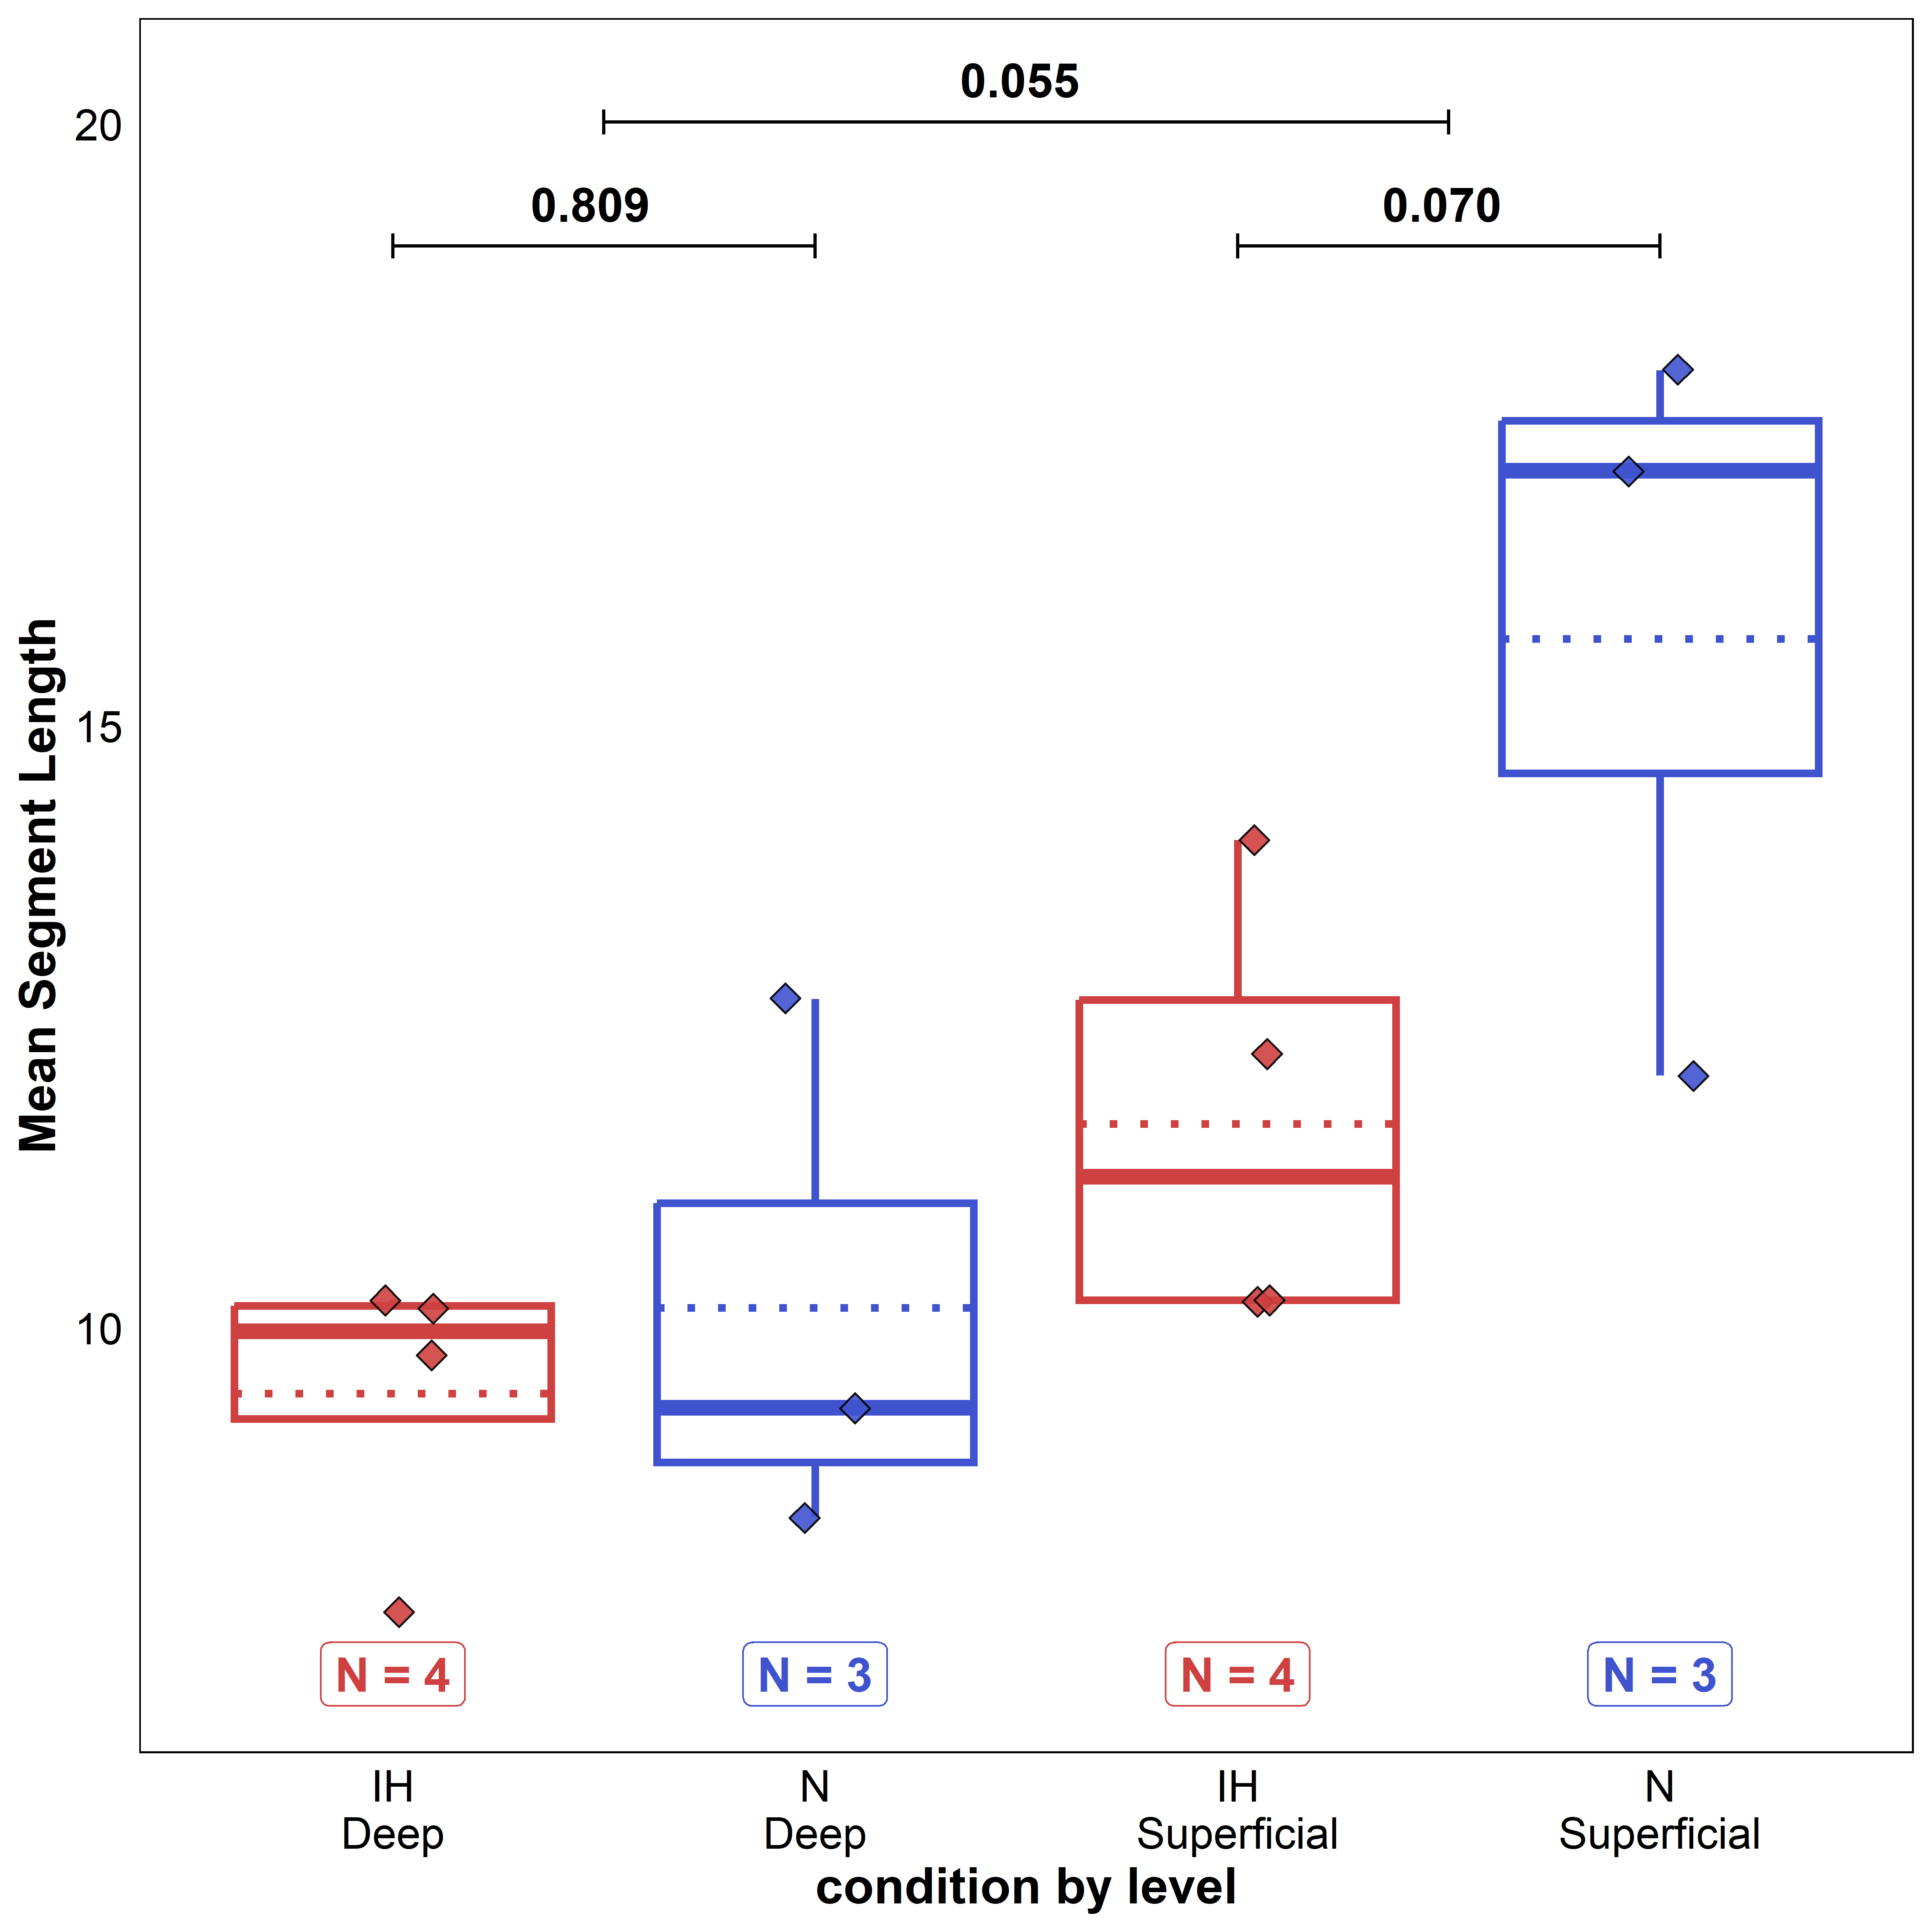 0.055
0.809
0.070
20
15
10
Mean Segment Length
N = 4
N = 3
N = 4
N = 3
IH
Deep
N
Deep
IH
Superficial
N
Superficial
condition by level